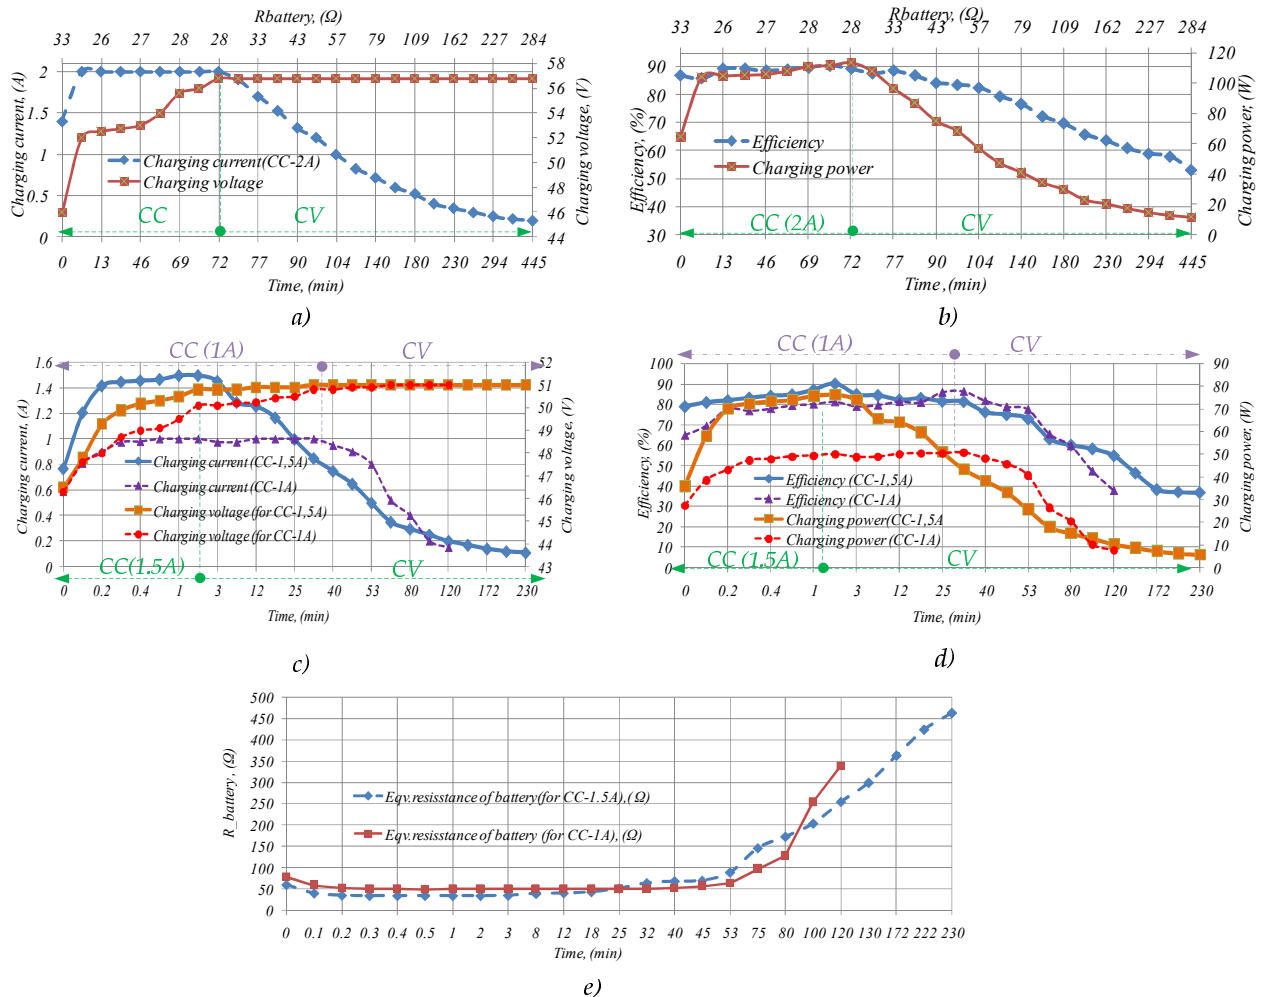 Rbattery, (Ω)
33 26 27 28 28 33 43 57 79 109 162 227 284
Charging current, (A)
2
1.5
1
0.5
0
58
56
54
52
50
48
46
44
Charging voltage, (V)
Charging current(CC-2A)
Charging voltage
CC CV
0 13 46 69 72 77 90 104 140 180 230 294 445
Time, (min)
a)
Rbattery, (Ω)
33 26 27 28 28 33 43 57 79 109 162 227 284
Efficiency, (%)
90
80
70
60
50
40
30
120
100
80
60
40
20
0
Charging power, (W)
Efficiency
Charging power
CC (2A) CV
0 13 46 69 72 77 90 104 140 180 230 294 445
Time ,(min)
b)
CC (1A) CV
Charging current, (A)
1.6
1.4
1.2
1
0.8
0.6
0.4
0.2
0
52
51
50
49
48
47
46
45
44
43
Charging voltage, (V)
Charging current (CC-1,5A)
Charging current (CC-1A)
Charging voltage (for CC-1,5A)
Charging voltage (for CC-1A)
CC(1.5A) CV
0 0.2 0.4 1 3 12 25 40 53 80 120 172 230
Time, (min)
c)
CC (1A) CV
Efficiency, (%)
100
90
80
70
60
50
40
30
20
10
0
90
80
70
60
50
40
30
20
10
0
Charging power, (W)
Efficiency (CC-1,5A)
Efficiency (CC-1A)
Charging power(CC-1,5A
Charging power (CC-1A)
CC (1.5A) CV
0 0.2 0.4 1 3 12 25 40 53 80 120 172 230
Time, (min)
d)
R_battery , (Ω)
500
450
400
350
300
250
200
150
100
50
0
Eqv.resisstance of battery(for CC-1.5A),(Ω)
Eqv.resisstance of battery (for CC-1A), (Ω)
0 0.1 0.2 0.3 0.4 0.5 1 2 3 8 12 18 25 32 40 45 53 75 80 100 120 130 172 222 230
Time, (min)
e)